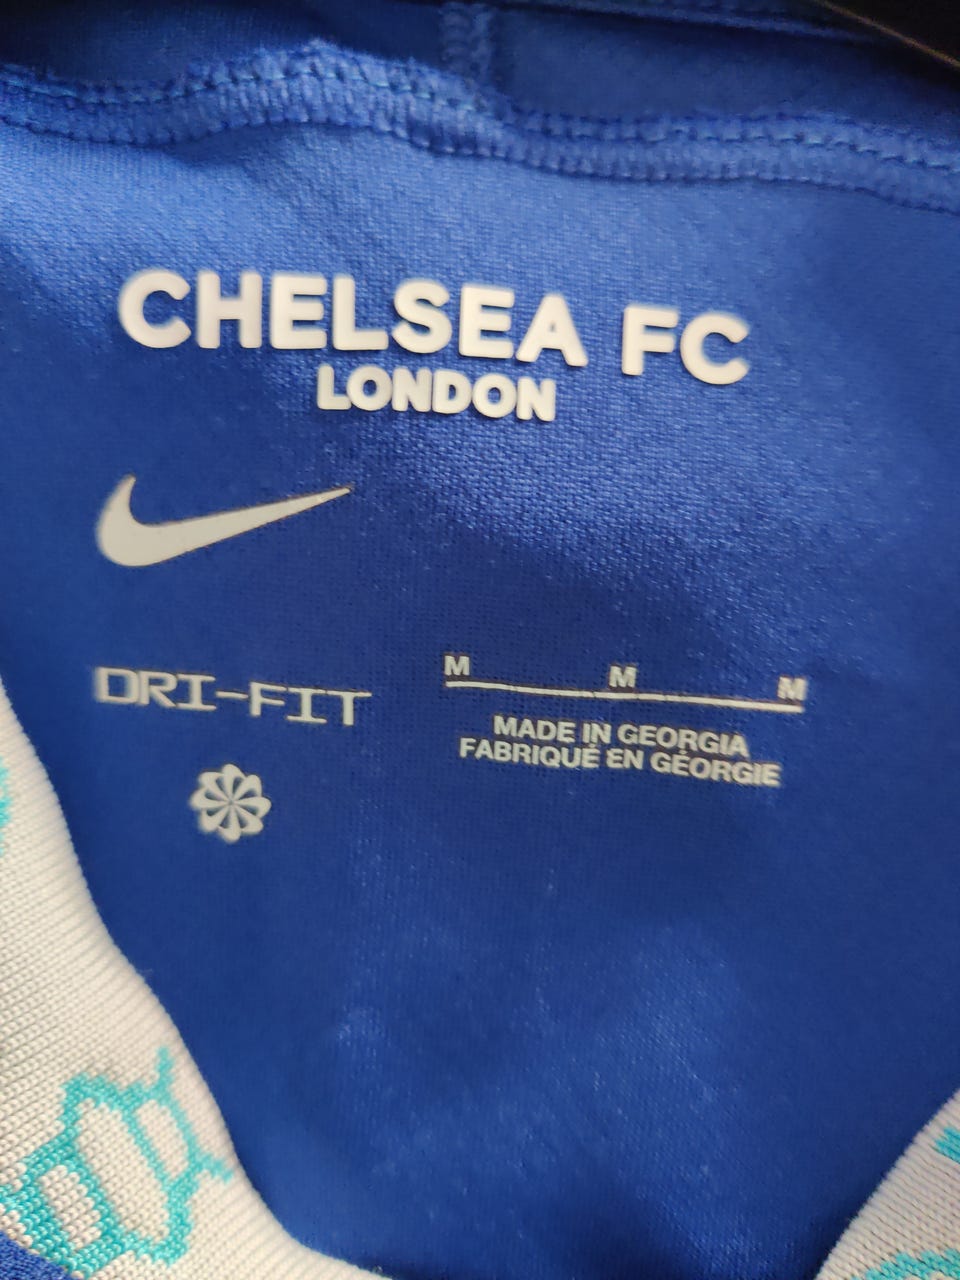 CHELSEA FC
LONDON
DRI-FIT
M M M
MADE IN GEORGIA
FABRIQUÉ EN GÉORGIE